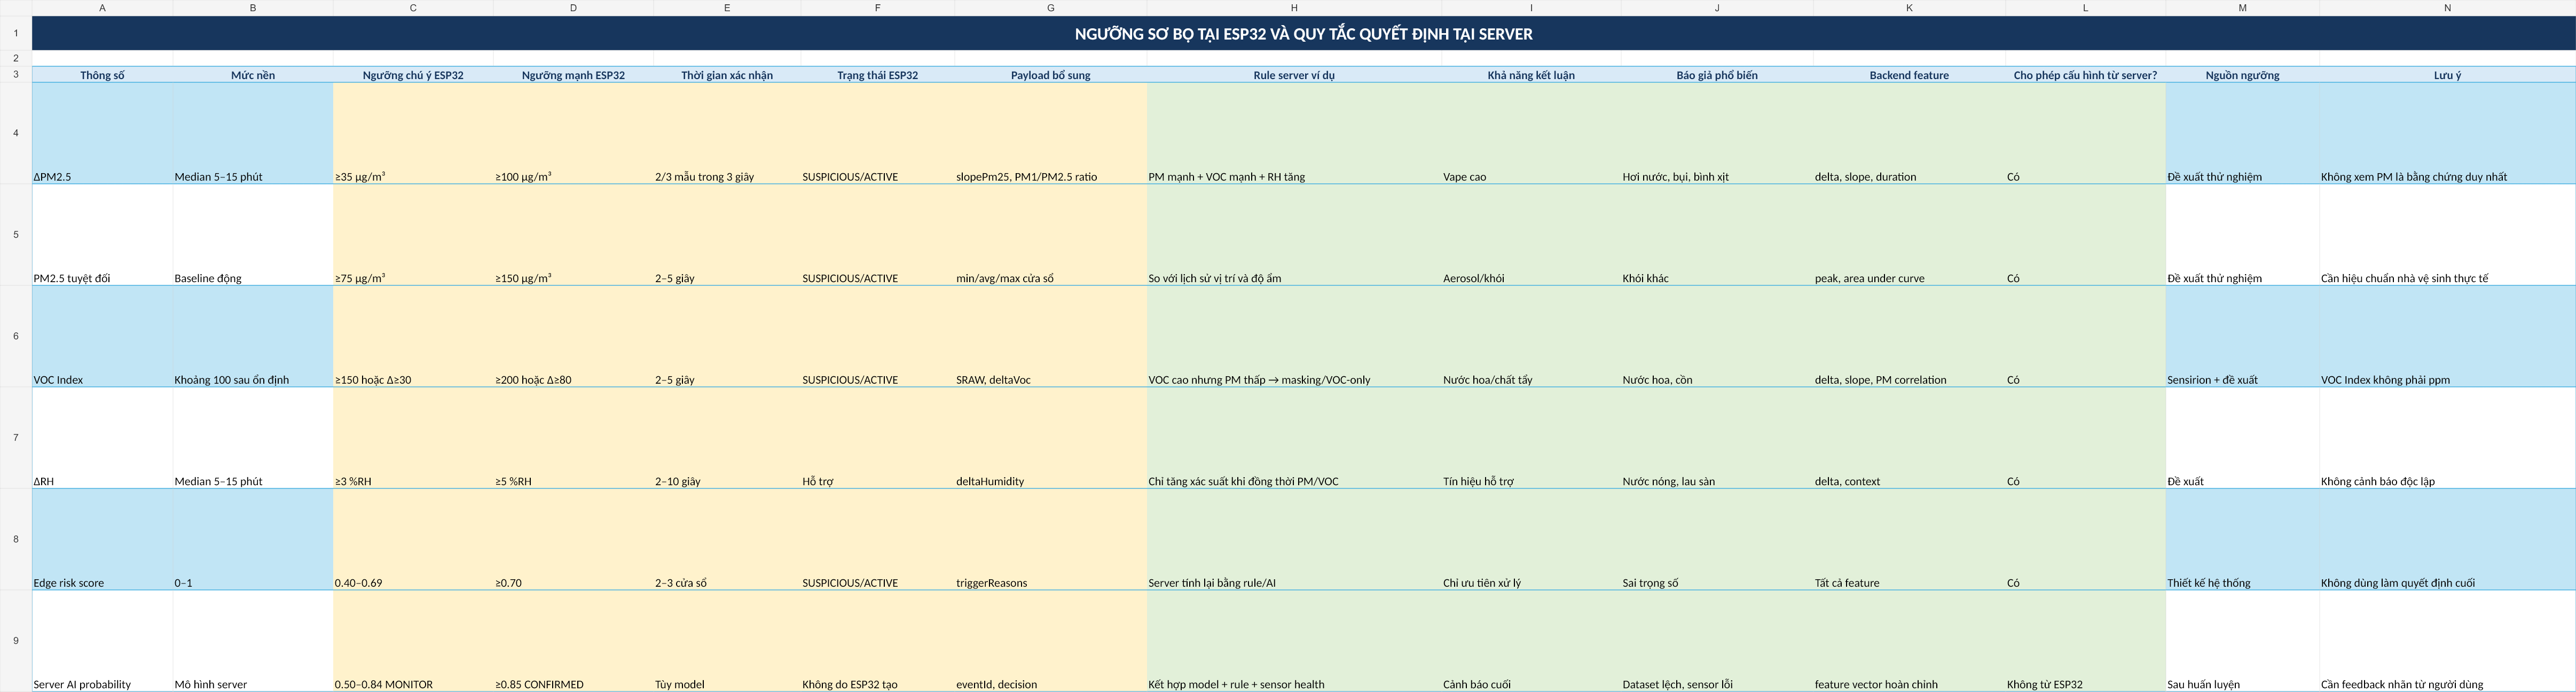 A B C D E F G H I J K L M N
1 NGƯỠNG SƠ BỘ TẠI ESP32 VÀ QUY TẮC QUYẾT ĐỊNH TẠI SERVER
2
3 Thông số Mức nền Ngưỡng chú ý ESP32 Ngưỡng mạnh ESP32 Thời gian xác nhận Trạng thái ESP32 Payload bổ sung Rule server ví dụ Khả năng kết luận Báo giả phổ biến Backend feature Cho phép cấu hình từ server? Nguồn ngưỡng Lưu ý
4 ΔPM2.5 Median 5–15 phút ≥35 µg/m³ ≥100 µg/m³ 2/3 mẫu trong 3 giây SUSPICIOUS/ACTIVE slopePm25, PM1/PM2.5 ratio PM mạnh + VOC mạnh + RH tăng Vape cao Hơi nước, bụi, bình xịt delta, slope, duration Có Đề xuất thử nghiệm Không xem PM là bằng chứng duy nhất
5 PM2.5 tuyệt đối Baseline động ≥75 µg/m³ ≥150 µg/m³ 2–5 giây SUSPICIOUS/ACTIVE min/avg/max cửa sổ So với lịch sử vị trí và độ ẩm Aerosol/khói Khói khác peak, area under curve Có Đề xuất thử nghiệm Cần hiệu chuẩn nhà vệ sinh thực tế
6 VOC Index Khoảng 100 sau ổn định ≥150 hoặc Δ≥30 ≥200 hoặc Δ≥80 2–5 giây SUSPICIOUS/ACTIVE SRAW, deltaVoc VOC cao nhưng PM thấp → masking/VOC-only Nước hoa/chất tẩy Nước hoa, cồn delta, slope, PM correlation Có Sensirion + đề xuất VOC Index không phải ppm
7 ΔRH Median 5–15 phút ≥3 %RH ≥5 %RH 2–10 giây Hỗ trợ deltaHumidity Chỉ tăng xác suất khi đồng thời PM/VOC Tín hiệu hỗ trợ Nước nóng, lau sàn delta, context Có Đề xuất Không cảnh báo độc lập
8 Edge risk score 0–1 0.40–0.69 ≥0.70 2–3 cửa sổ SUSPICIOUS/ACTIVE triggerReasons Server tính lại bằng rule/AI Chỉ ưu tiên xử lý Sai trọng số Tất cả feature Có Thiết kế hệ thống Không dùng làm quyết định cuối
9 Server AI probability Mô hình server 0.50–0.84 MONITOR ≥0.85 CONFIRMED Tùy model Không do ESP32 tạo eventId, decision Kết hợp model + rule + sensor health Cảnh báo cuối Dataset lệch, sensor lỗi feature vector hoàn chỉnh Không từ ESP32 Sau huấn luyện Cần feedback nhãn từ người dùng